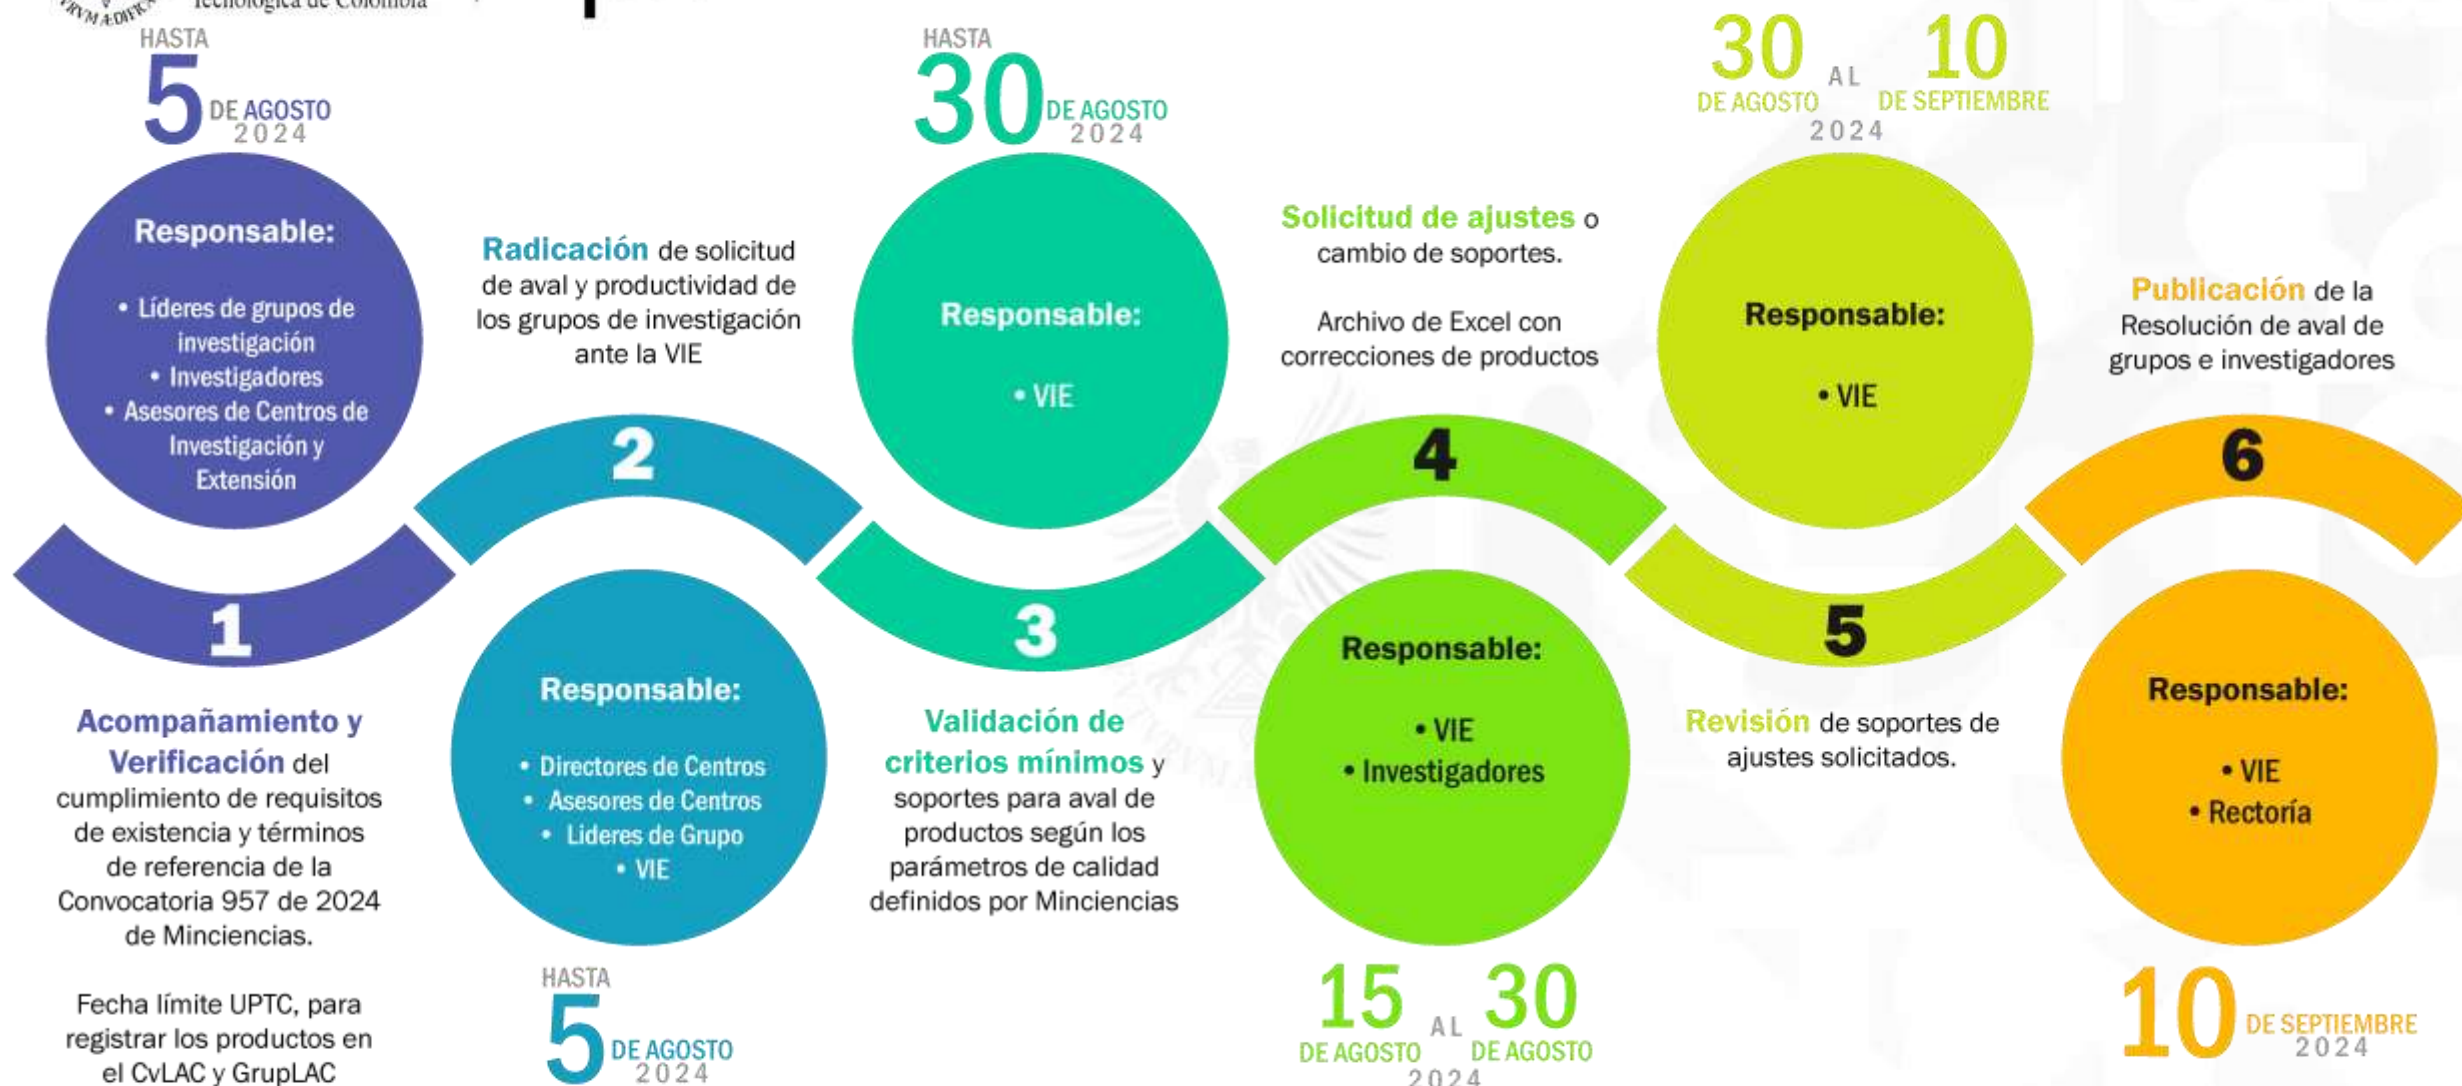 Tecnológica de Colombia
HASTA
5 DE AGOSTO
2024
Responsable:
• Líderes de grupos de
investigación
• Investigadores
• Asesores de Centros de
Investigación y
Extensión
1
Acompañamiento y
Verificación del
cumplimiento de requisitos
de existencia y términos
de referencia de la
Convocatoria 957 de 2024
de Minciencias.
Fecha límite UPTC, para
registrar los productos en
el CvLAC y GrupLAC
Radicación de solicitud
de aval y productividad de
los grupos de investigación
ante la VIE
2
Responsable:
• Directores de Centros
• Asesores de Centros
• Lideres de Grupo
• VIE
HASTA
5 DE AGOSTO
2024
HASTA
30 DE AGOSTO
2024
Responsable:
• VIE
3
Validación de
criterios mínimos y
soportes para aval de
productos según los
parámetros de calidad
definidos por Minciencias
Solicitud de ajustes o
cambio de soportes.
Archivo de Excel con
correcciones de productos
4
Responsable:
• VIE
• Investigadores
15 AL 30
DE AGOSTO DE AGOSTO
2024
30 AL 10
DE AGOSTO DE SEPTIEMBRE
2024
Responsable:
• VIE
5
Revisión de soportes de
ajustes solicitados.
Publicación de la
Resolución de aval de
grupos e investigadores
6
Responsable:
• VIE
• Rectoría
10 DE SEPTIEMBRE
2024